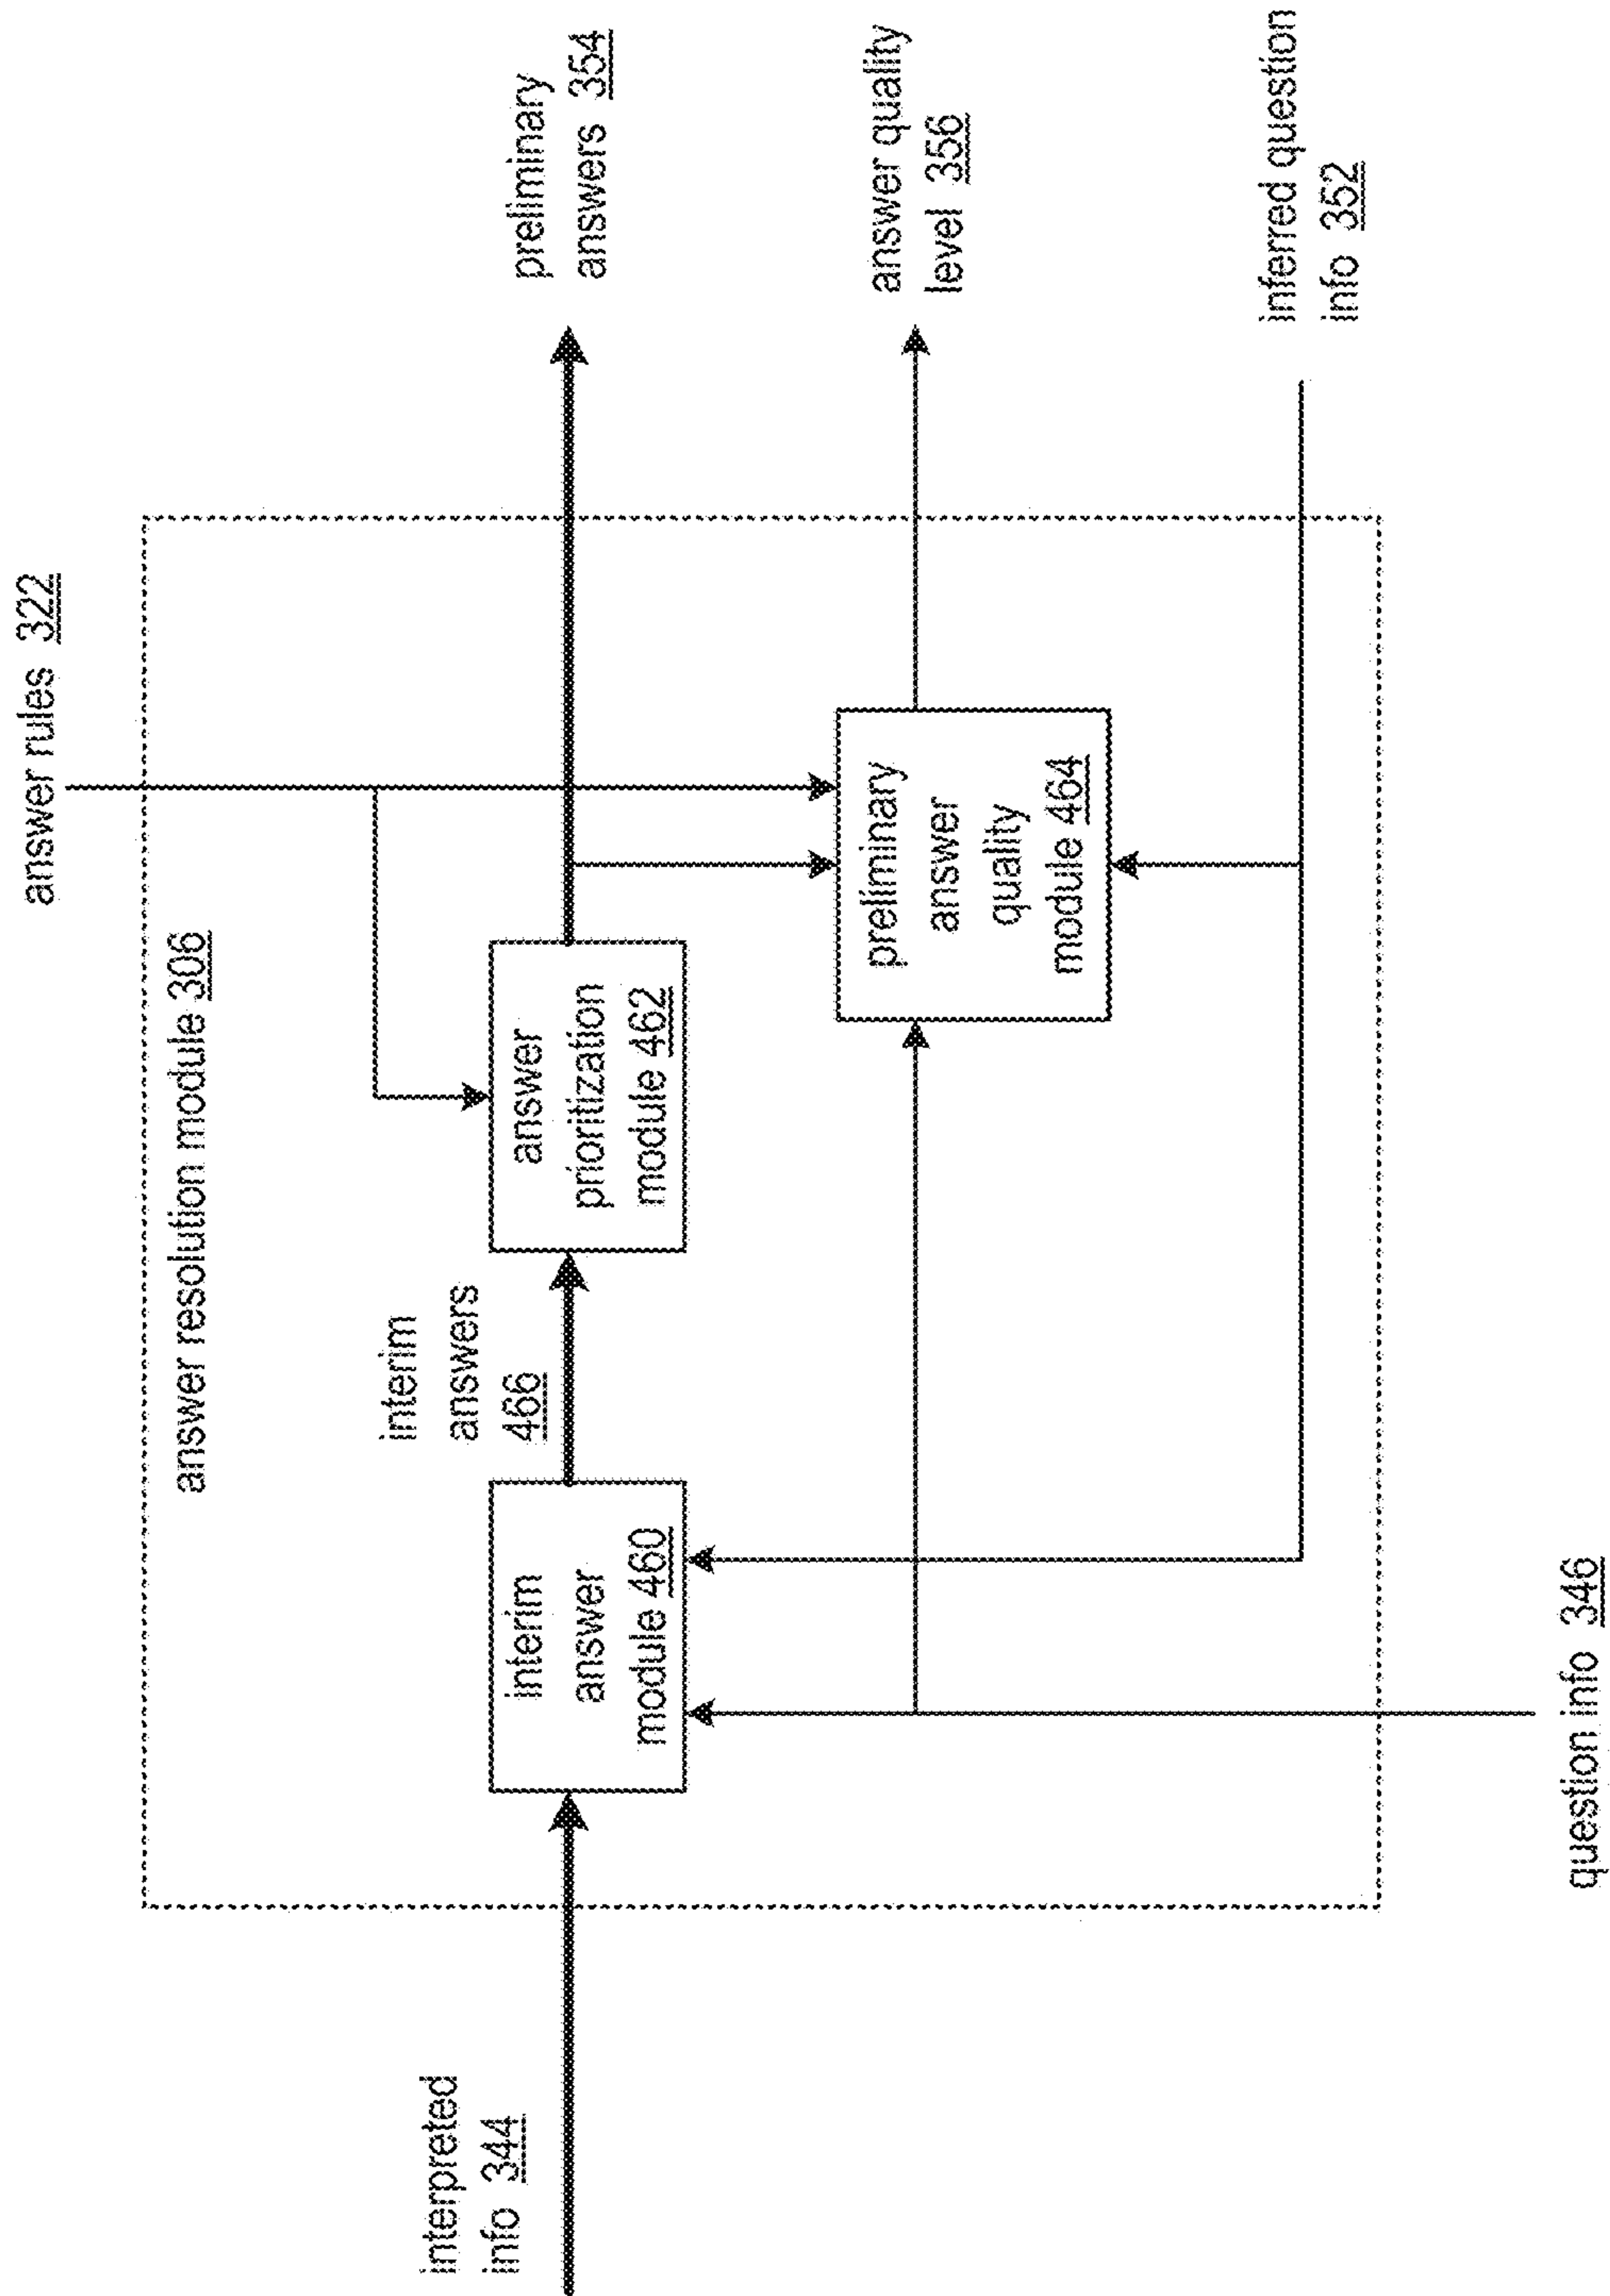 answer rules 322
answer resolution module 306
interpreted
info 344
interim
answer
module 460
interim
answers
466
answer
prioritization
module 462
preliminary
answers 354
preliminary
answer
quality
module 464
answer quality
level 356
inferred question
info 352
question info 346